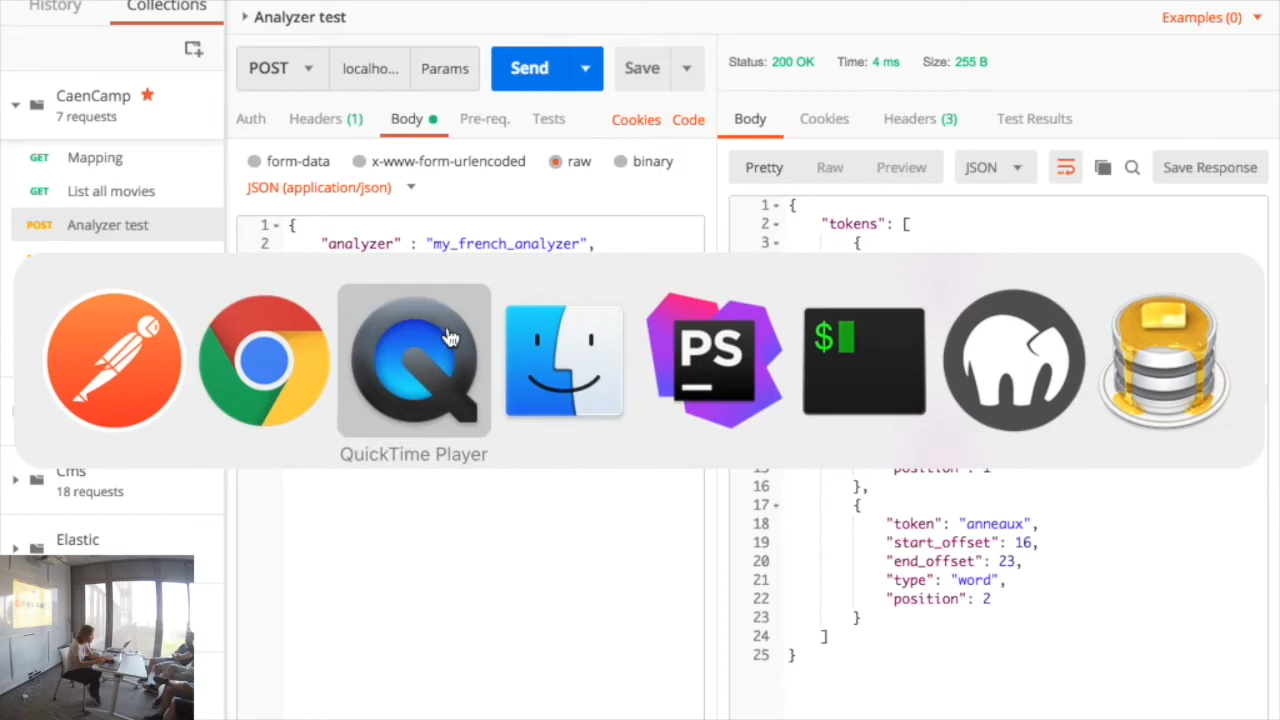 History
Collections
Analyzer test
Examples (0)
POST
localho...
Params
Send
Save
Status: 200 OK
Time: 4 ms
Size: 255 B
CaenCamp
7 requests
Auth
Headers (1)
Body
Pre-req.
Tests
Cookies
Code
Body
Cookies
Headers (3)
Test Results
GET
Mapping
form-data
x-www-form-urlencoded
raw
binary
Pretty
Raw
Preview
JSON
Save Response
GET
List all movies
JSON (application/json)
POST
Analyzer test
1 {
2 "analyzer" : "my_french_analyzer",
1 {
2 "tokens": [
3 {
PS
$
QuickTime Player
Cms
18 requests
Elastic
15 "position": 1
16 },
17 {
18 "token": "anneaux",
19 "start_offset": 16,
20 "end_offset": 23,
21 "type": "word",
22 "position": 2
23 }
24 ]
25 }